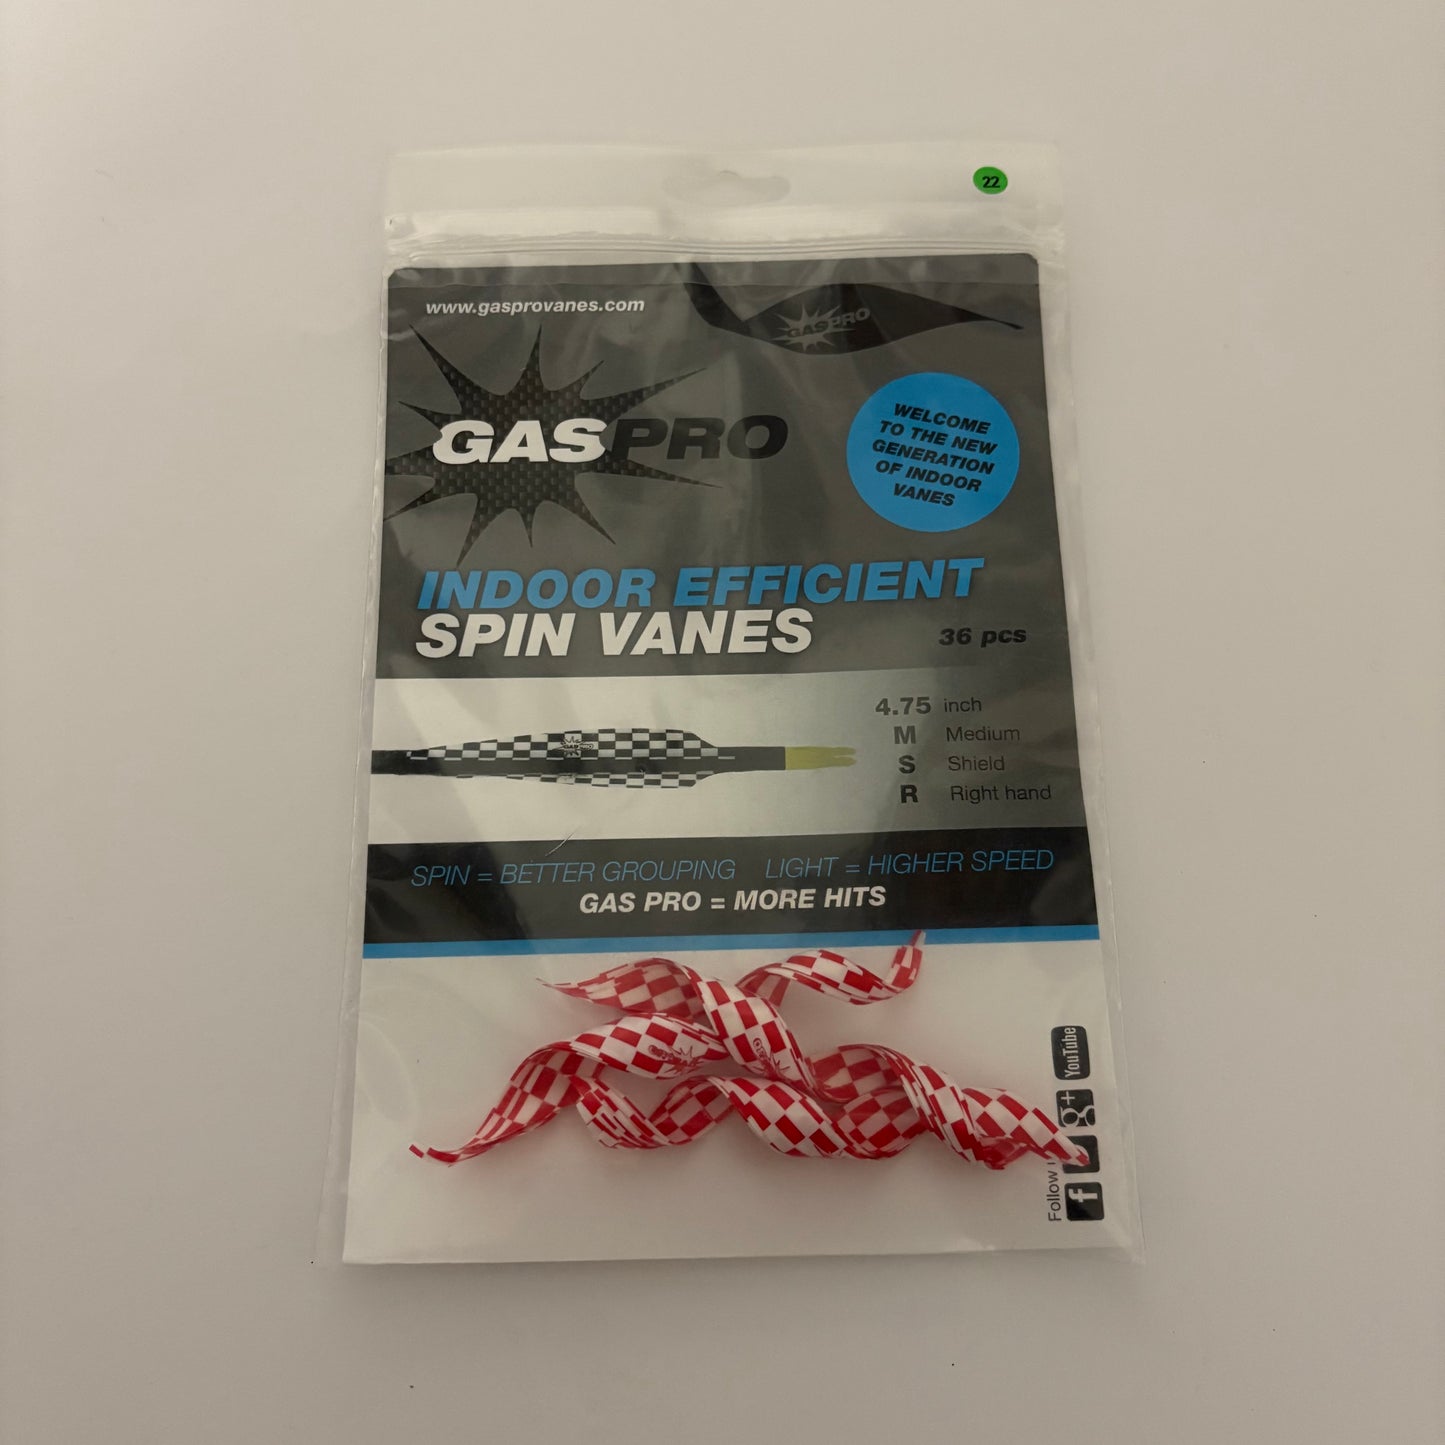 22
www.gasprovanes.com
GASPRO
GASPRO
WELCOME
TO THE NEW
GENERATION
OF INDOOR
VANES
INDOOR EFFICIENT
SPIN VANES
36 pcs
4.75 inch
M Medium
S Shield
R Right hand
SPIN = BETTER GROUPING LIGHT = HIGHER SPEED
GAS PRO = MORE HITS
YouTube
g+
Follow
f